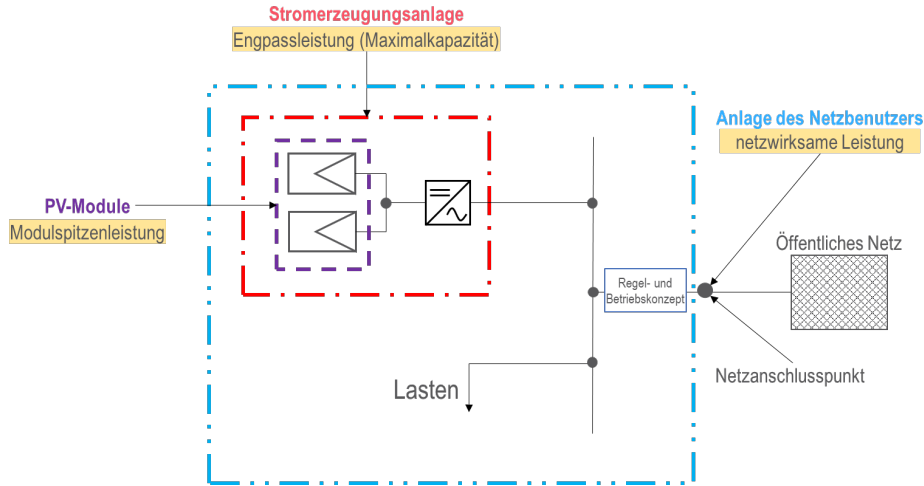 Stromerzeugungsanlage
Engpassleistung (Maximalkapazität)
Anlage des Netzbenutzers
netzwirksame Leistung
PV-Module
Modulspitzenleistung
Öffentliches Netz
Regel- und
Betriebskonzept
Netzanschlusspunkt
Lasten